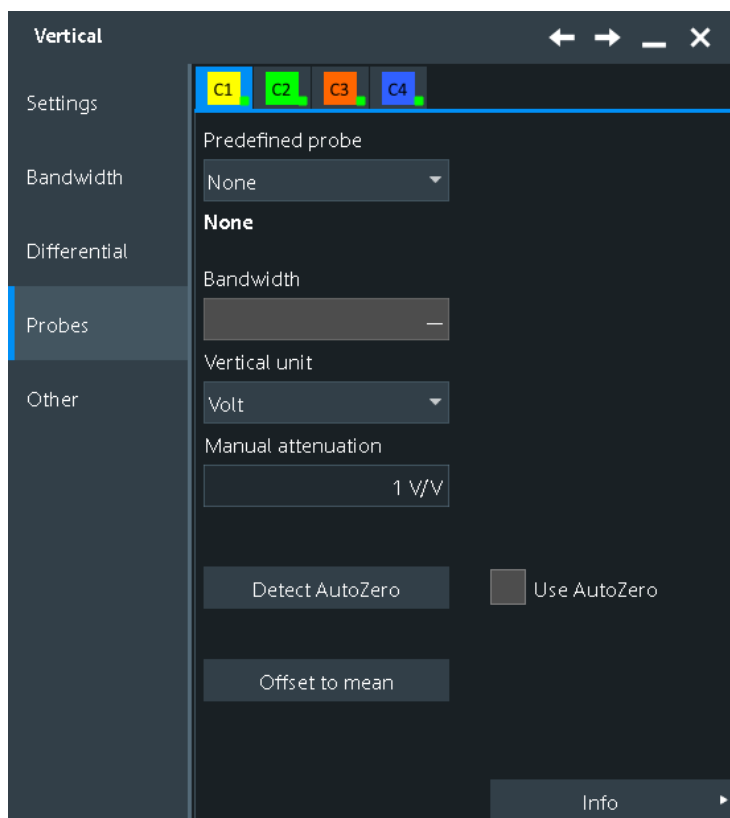 Vertical
Settings
Bandwidth
Differential
Probes
Other
C1 C2 C3 C4
Predefined probe
None
None
Bandwidth
—
Vertical unit
Volt
Manual attenuation
1 V/V
Detect AutoZero
Use AutoZero
Offset to mean
Info